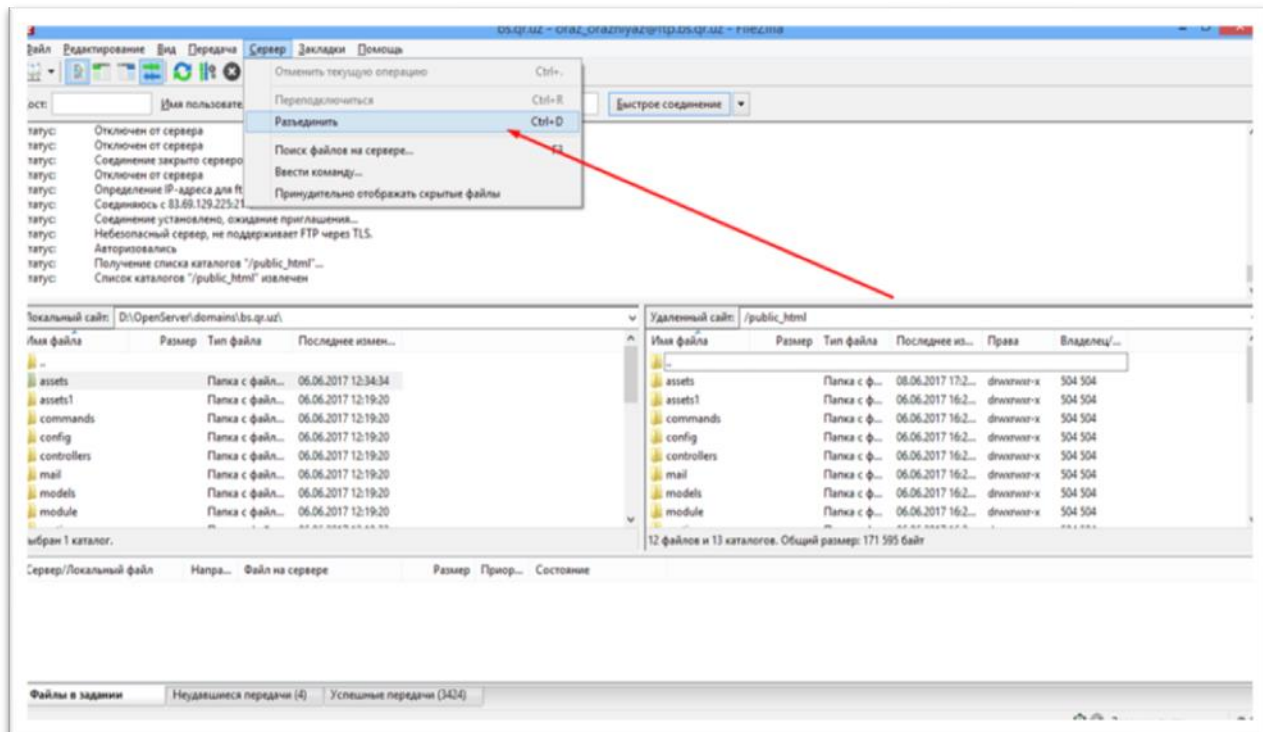 bs.qr.uz - oraz_orazniyaz@ftp.bs.qr.uz - FileZilla
Файл Редактирование Вид Передача Сервер Закладки Помощь
Отменить текущую операцию Ctrl+.
Хост: Имя пользовате Переподключиться Ctrl+R Быстрое соединение
Разъединить Ctrl+D
татус: Отключен от сервера
татус: Отключен от сервера
Поиск файлов на сервере... F3
татус: Соединение закрыто серверо
татус: Отключен от сервера
Ввести команду...
татус: Определение IP-адреса для ft
Принудительно отображать скрытые файлы
татус: Соединяюсь с 83.69.129.225:21
татус: Соединение установлено, ожидание приглашения...
татус: Небезопасный сервер, не поддерживает FTP через TLS.
татус: Авторизовались
татус: Получение списка каталогов "/public_html"...
татус: Список каталогов "/public_html" извлечен
Локальный сайт: D:\OpenServer\domains\bs.qr.uz\ Удаленный сайт: /public_html
Имя файла Размер Тип файла Последнее измен... Имя файла Размер Тип файла Последнее из... Права Владелец/...
.. ..
assets Папка с файл... 06.06.2017 12:34:34 assets Папка с ф... 08.06.2017 17:2... drwxrwxr-x 504 504
assets1 Папка с файл... 06.06.2017 12:19:20 assets1 Папка с ф... 06.06.2017 16:2... drwxrwxr-x 504 504
commands Папка с файл... 06.06.2017 12:19:20 commands Папка с ф... 06.06.2017 16:2... drwxrwxr-x 504 504
config Папка с файл... 06.06.2017 12:19:20 config Папка с ф... 06.06.2017 16:2... drwxrwxr-x 504 504
controllers Папка с файл... 06.06.2017 12:19:20 controllers Папка с ф... 06.06.2017 16:2... drwxrwxr-x 504 504
mail Папка с файл... 06.06.2017 12:19:20 mail Папка с ф... 06.06.2017 16:2... drwxrwxr-x 504 504
models Папка с файл... 06.06.2017 12:19:20 models Папка с ф... 06.06.2017 16:2... drwxrwxr-x 504 504
module Папка с файл... 06.06.2017 12:19:20 module Папка с ф... 06.06.2017 16:2... drwxrwxr-x 504 504
ыбран 1 каталог. 12 файлов и 13 каталогов. Общий размер: 171 595 байт
Сервер/Локальный файл Напра... Файл на сервере Размер Приор... Состояние
Файлы в задании Неудавшиеся передачи (4) Успешные передачи (3424)